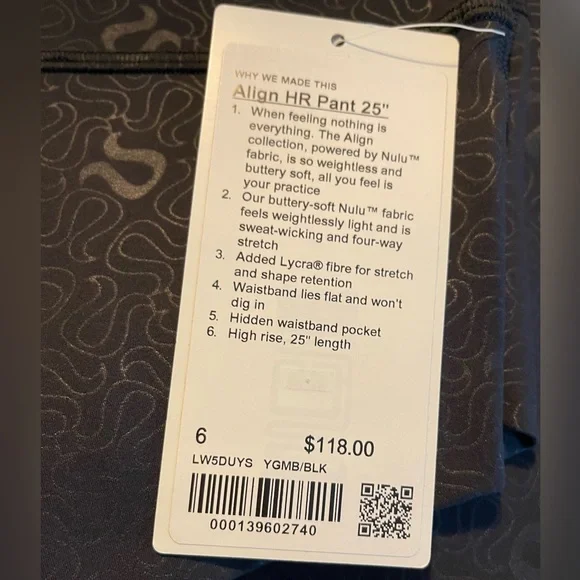 WHY WE MADE THIS
Align HR Pant 25"
1. When feeling nothing is
everything. The Align
collection, powered by Nulu™
fabric, is so weightless and
buttery soft, all you feel is
your practice
2. Our buttery-soft Nulu™ fabric
feels weightlessly light and is
sweat-wicking and four-way
stretch
3. Added Lycra® fibre for stretch
and shape retention
4. Waistband lies flat and won't
dig in
5. Hidden waistband pocket
6. High rise, 25" length
6 $118.00
LW5DUYS YGMB/BLK
000139602740